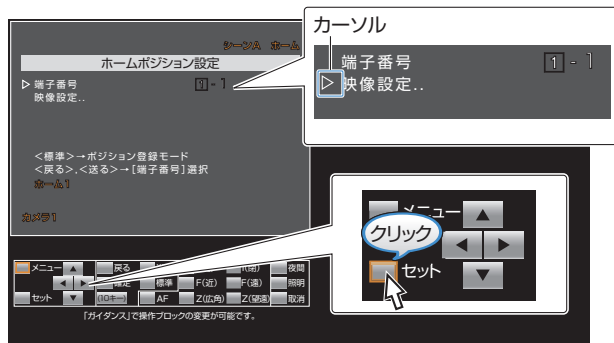 カーソル
シーンA ホーム
ホームポジション設定
端子番号 1 - 1
映像設定..
端子番号 1 - 1
映像設定..
<標準>→ポジション登録モード
<戻る>,<送る>→[端子番号]選択
ホーム1
カメラ1
メニュー
クリック
セット
メニュー 戻る (閉) 夜間
標準 F(近) F(遠) 照明
セット (10キー) AF Z(広角) Z(望遠) 取消
「ガイダンス」で操作ブロックの変更が可能です。